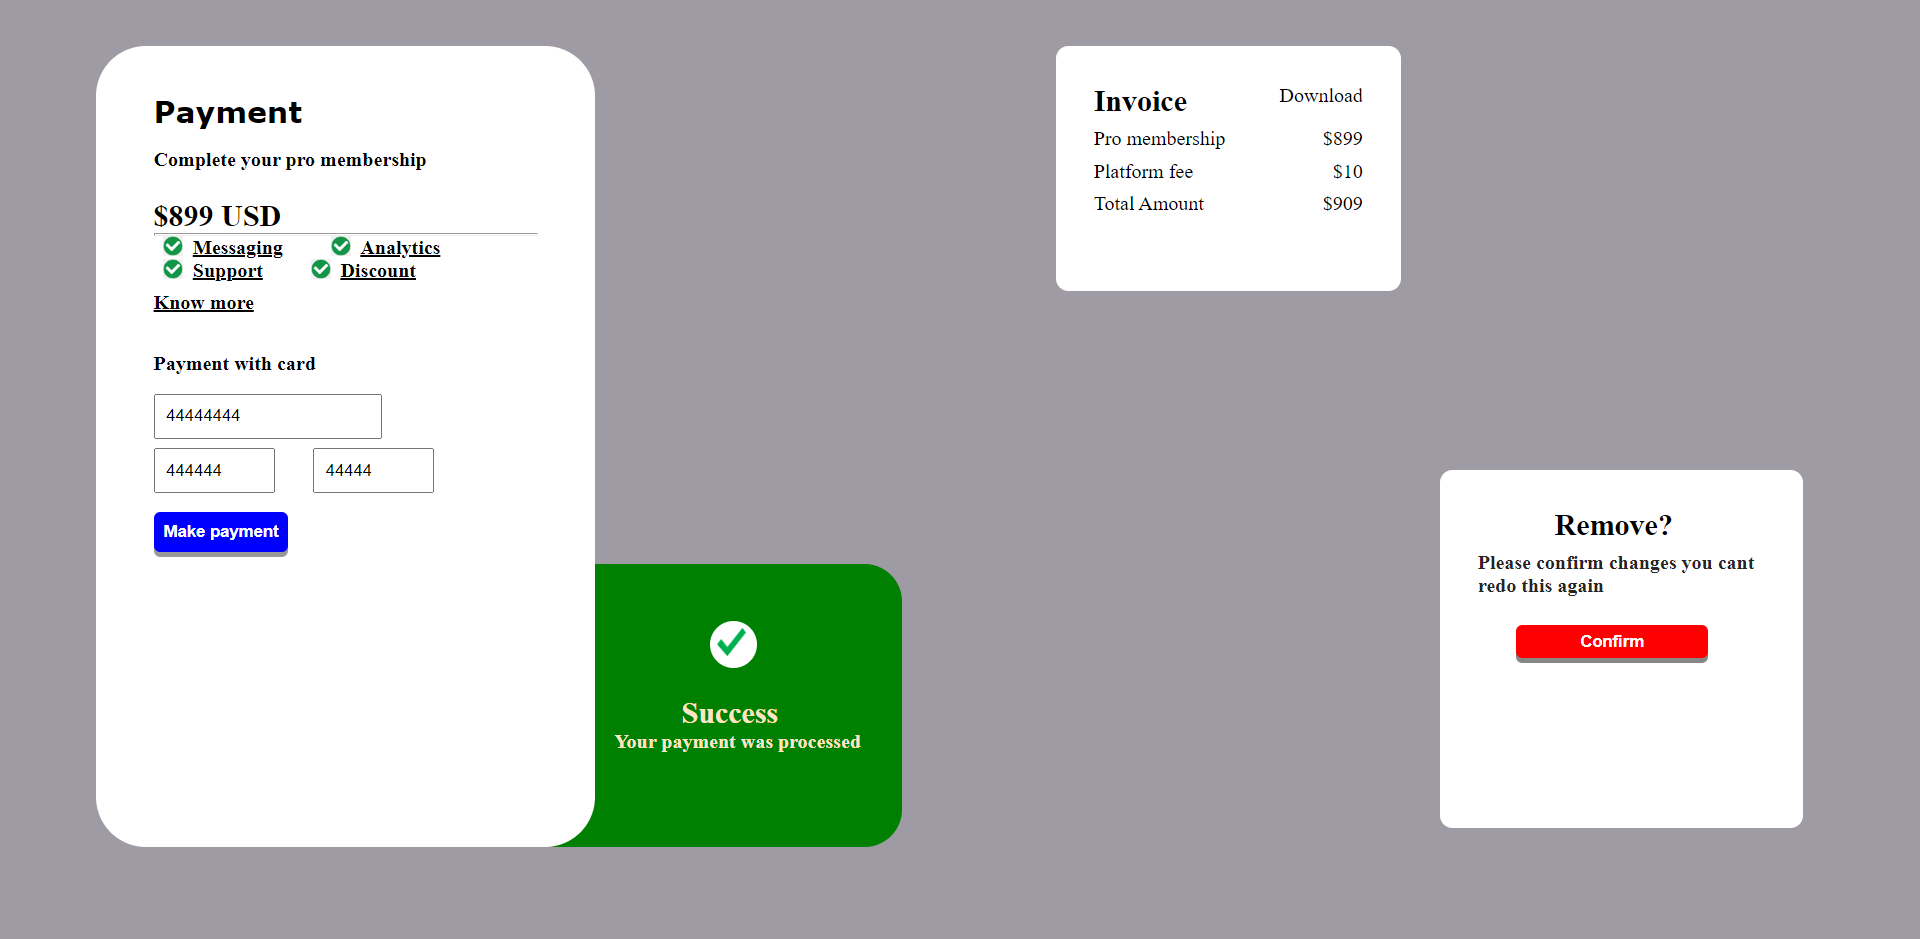 Payment
Complete your pro membership
$899 USD
Messaging Analytics
Support Discount
Know more
Payment with card
44444444
444444 44444
Make payment
Success
Your payment was processed
Invoice Download
Pro membership $899
Platform fee $10
Total Amount $909
Remove?
Please confirm changes you cant
redo this again
Confirm